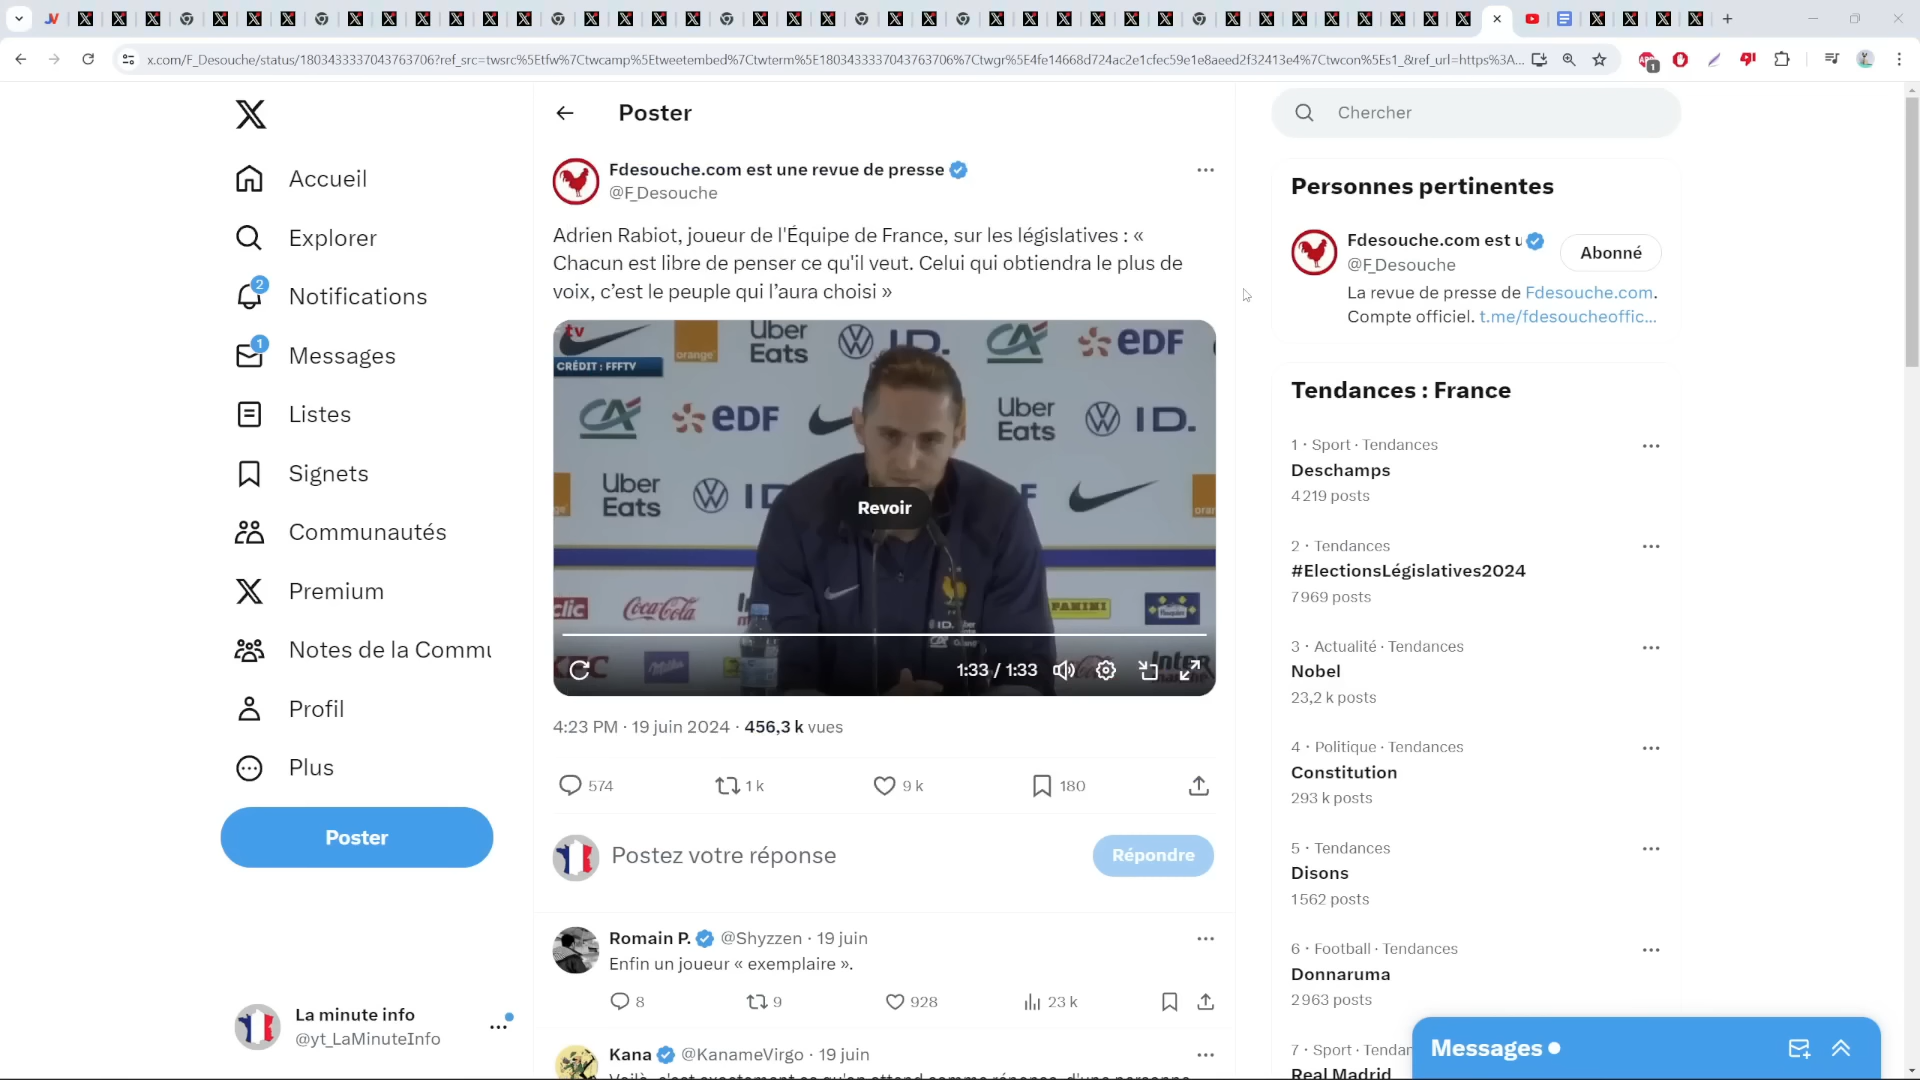 x.com/F_Desouche/status/1803433337043763706?ref_src=twsrc%5Etfw%7Ctwcamp%5Etweetembed%7Ctwterm%5E1803433337043763706%7Ctwgr%5E4fe14668d724ac2e1cfec59e1e8aeed2f32413e4%7Ctwcon%5Es1_&ref_url=https%3A...
1
Accueil
Explorer
2
Notifications
1
Messages
Listes
Signets
Communautés
Premium
Notes de la Commu
Profil
Plus
Poster
La minute info
@yt_LaMinuteInfo
Poster
Fdesouche.com est une revue de presse
@F_Desouche
Adrien Rabiot, joueur de l'Équipe de France, sur les législatives : «
Chacun est libre de penser ce qu'il veut. Celui qui obtiendra le plus de
voix, c’est le peuple qui l’aura choisi »
tv
CRÉDIT : FFFTV
orange
Uber Eats
ID.
CA
eDF
CA
eDF
Uber Eats
ID.
Uber Eats
Revoir
clic
Coca-Cola
PANINI
ID.
KFC
Milka
Inter
1:33 / 1:33
4:23 PM · 19 juin 2024 · 456,3 k vues
574 1 k 9 k 180
Postez votre réponse
Répondre
Romain P. @Shyzzen · 19 juin
Enfin un joueur « exemplaire ».
8 9 928 23 k
Kana @KanameVirgo · 19 juin
Chercher
Personnes pertinentes
Fdesouche.com est u
@F_Desouche
Abonné
La revue de presse de Fdesouche.com.
Compte officiel. t.me/fdesoucheoffic...
Tendances : France
1 · Sport · Tendances
Deschamps
4 219 posts
2 · Tendances
#ElectionsLégislatives2024
7 969 posts
3 · Actualité · Tendances
Nobel
23,2 k posts
4 · Politique · Tendances
Constitution
293 k posts
5 · Tendances
Disons
1 562 posts
6 · Football · Tendances
Donnaruma
2 963 posts
7 · Sport · Tendan
Real Madrid
Messages